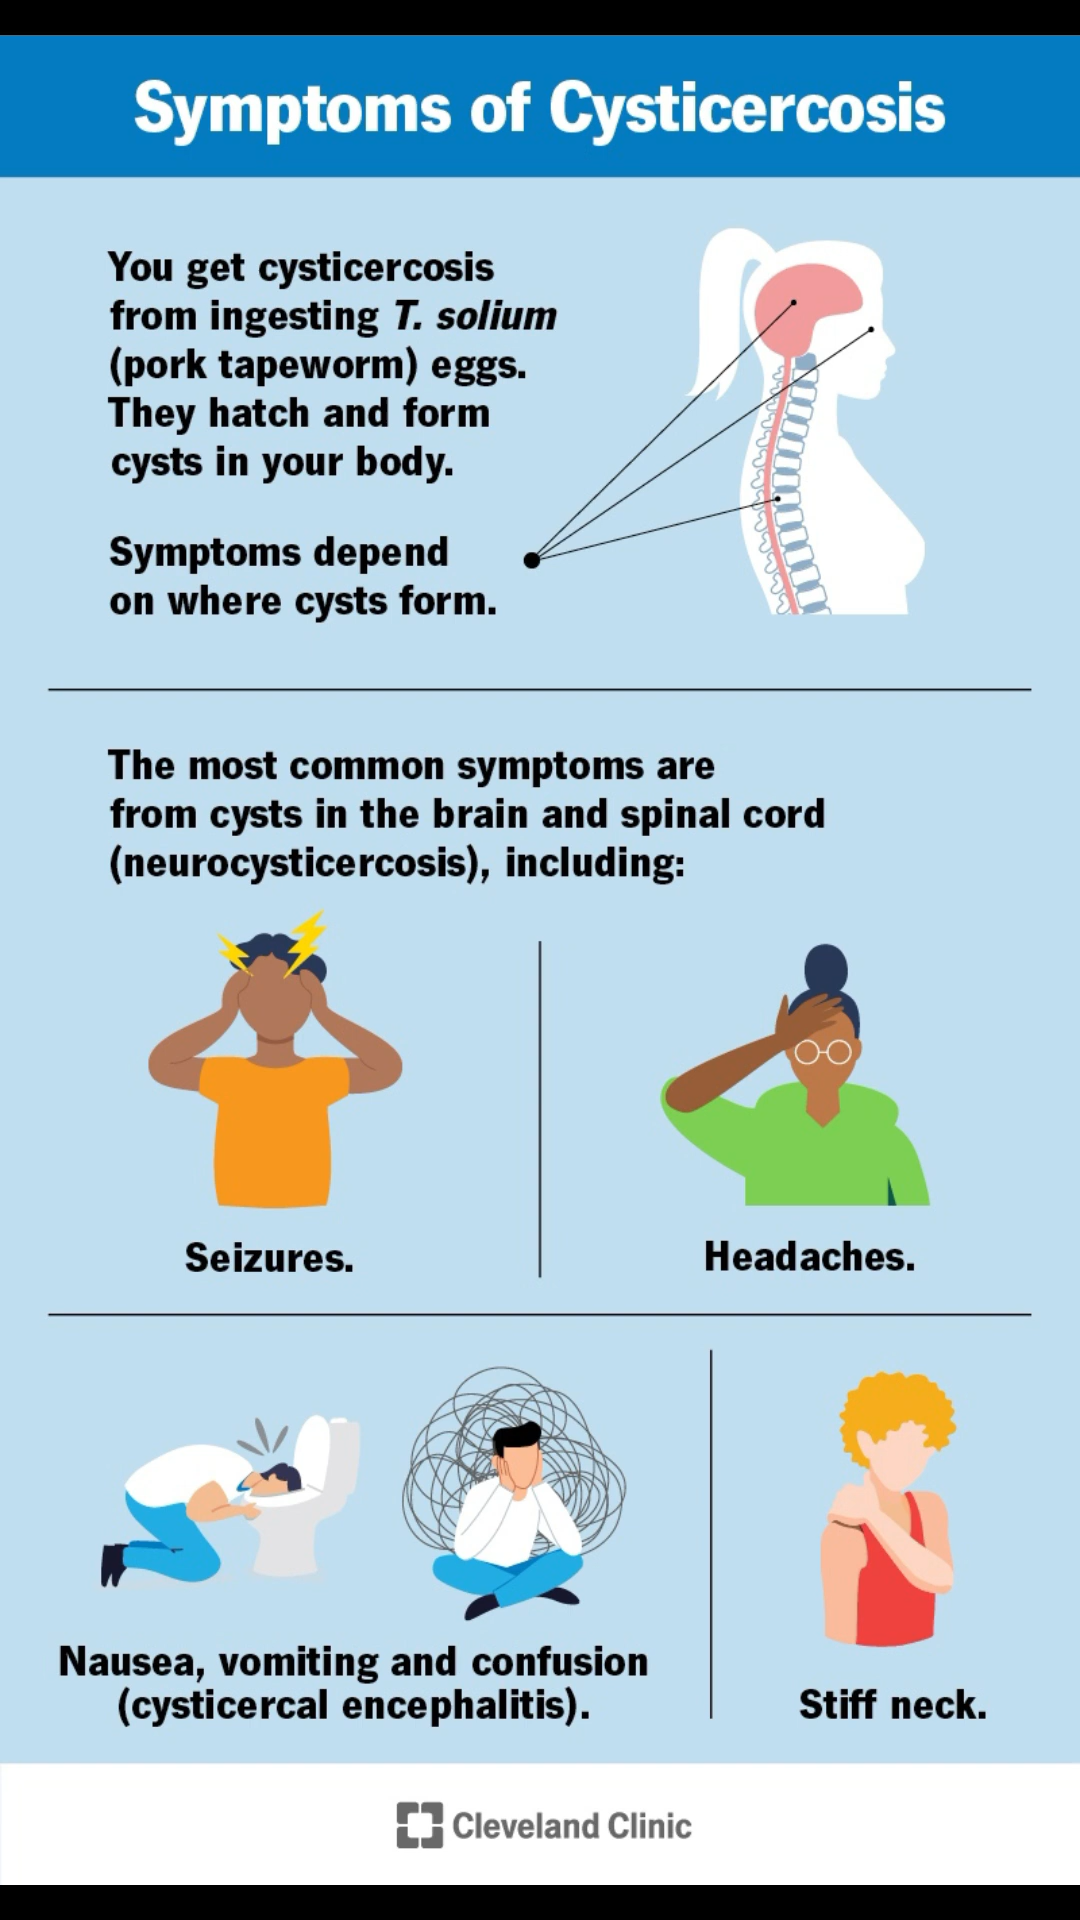 Symptoms of Cysticercosis
You get cysticercosis
from ingesting T. solium
(pork tapeworm) eggs.
They hatch and form
cysts in your body.
Symptoms depend
on where cysts form.
The most common symptoms are
from cysts in the brain and spinal cord
(neurocysticercosis), including:
Seizures.
Headaches.
Nausea, vomiting and confusion
(cysticercal encephalitis).
Stiff neck.
Cleveland Clinic